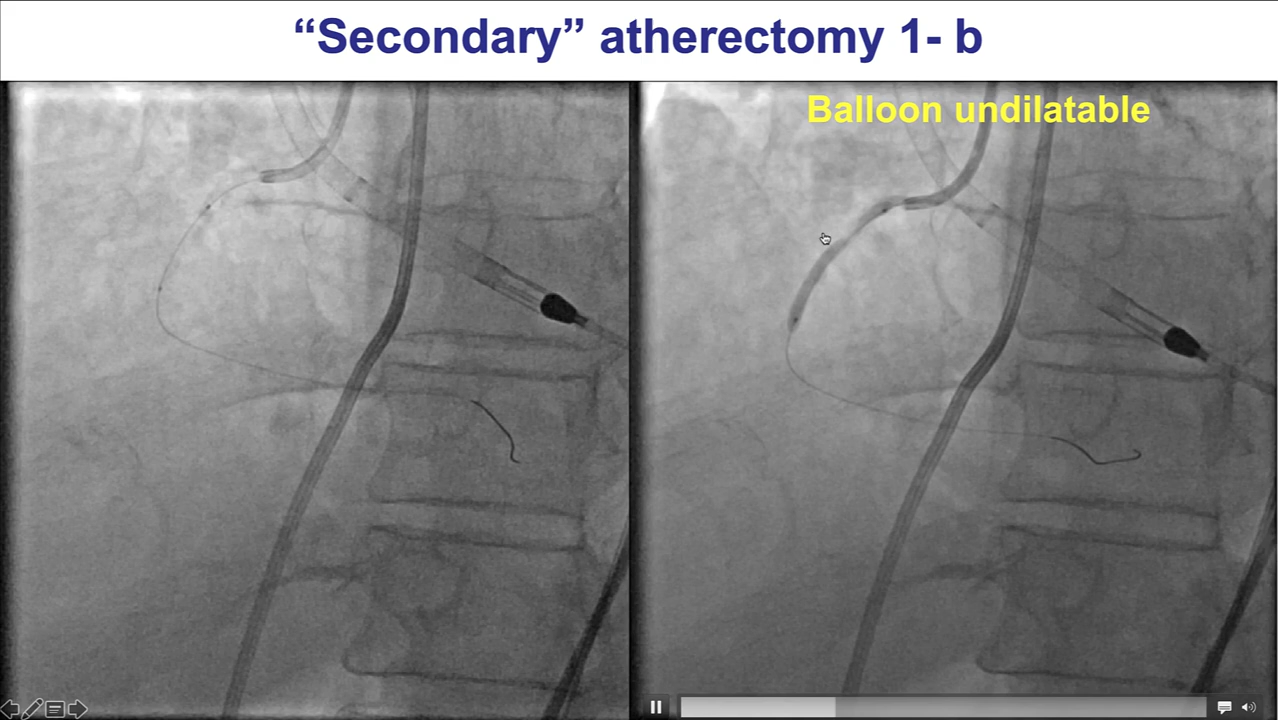 “Secondary” atherectomy 1- b
Balloon undilatable